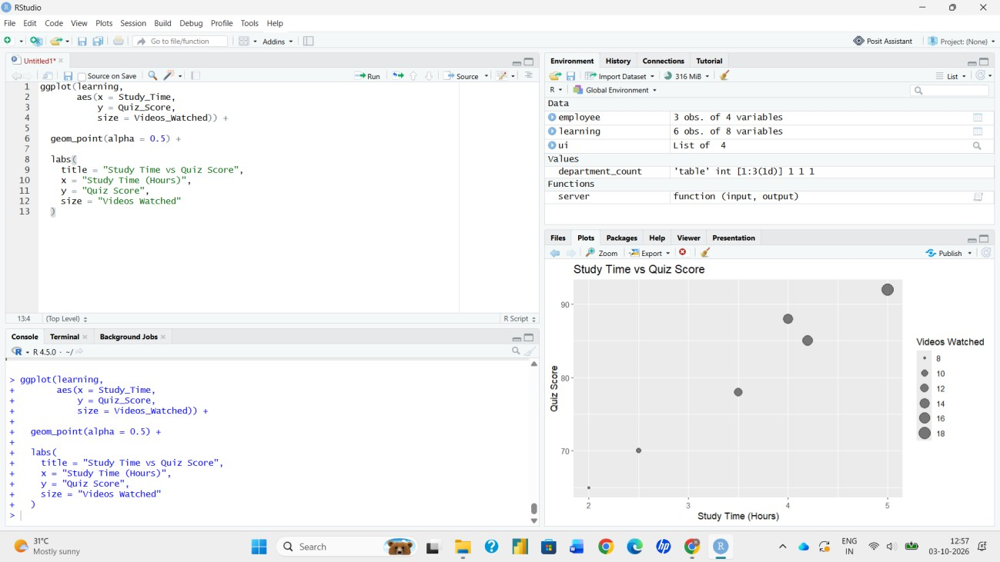 RStudio
File Edit Code View Plots Session Build Debug Profile Tools Help
Go to file/function Addins Posit Assistant Project: (None)
Untitled1*
Source on Save Run Source
1 ggplot(learning,
2 aes(x = Study_Time,
3 y = Quiz_Score,
4 size = Videos_Watched)) +
5
6 geom_point(alpha = 0.5) +
7
8 labs(
9 title = "Study Time vs Quiz Score",
10 x = "Study Time (Hours)",
11 y = "Quiz Score",
12 size = "Videos Watched"
13 )
13:4 (Top Level) R Script
Console Terminal Background Jobs
R 4.5.0 · ~/
> ggplot(learning,
+ aes(x = Study_Time,
+ y = Quiz_Score,
+ size = Videos_Watched)) +
+
+ geom_point(alpha = 0.5) +
+
+ labs(
+ title = "Study Time vs Quiz Score",
+ x = "Study Time (Hours)",
+ y = "Quiz Score",
+ size = "Videos Watched"
+ )
>
Environment History Connections Tutorial
Import Dataset 316 MiB List
R Global Environment
Data
employee 3 obs. of 4 variables
learning 6 obs. of 8 variables
ui List of 4
Values
department_count 'table' int [1:3(1d)] 1 1 1
Functions
server function (input, output)
Files Plots Packages Help Viewer Presentation
Zoom Export Publish
Study Time vs Quiz Score
90
80
70
Quiz Score
2 3 4 5
Study Time (Hours)
Videos Watched
8
10
12
14
16
18
31°C
Mostly sunny
Search
ENG
IN
12:57
03-10-2026